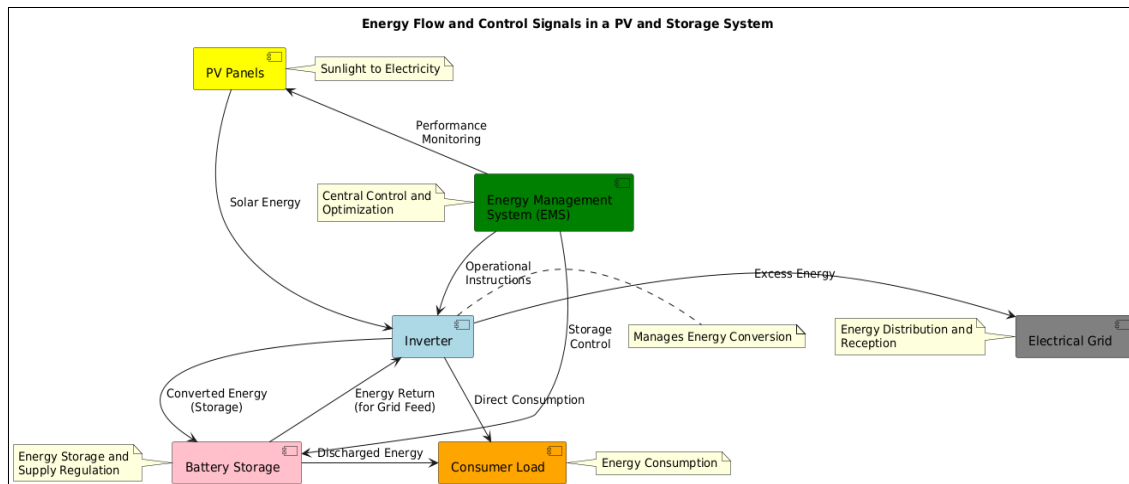 Energy Flow and Control Signals in a PV and Storage System
PV Panels
Sunlight to Electricity
Performance
Monitoring
Solar Energy
Central Control and
Optimization
Energy Management
System (EMS)
Operational
Instructions
Excess Energy
Storage
Control
Manages Energy Conversion
Inverter
Energy Distribution and
Reception
Electrical Grid
Converted Energy
(Storage)
Energy Return
(for Grid Feed)
Direct Consumption
Energy Storage and
Supply Regulation
Battery Storage
Discharged Energy
Consumer Load
Energy Consumption